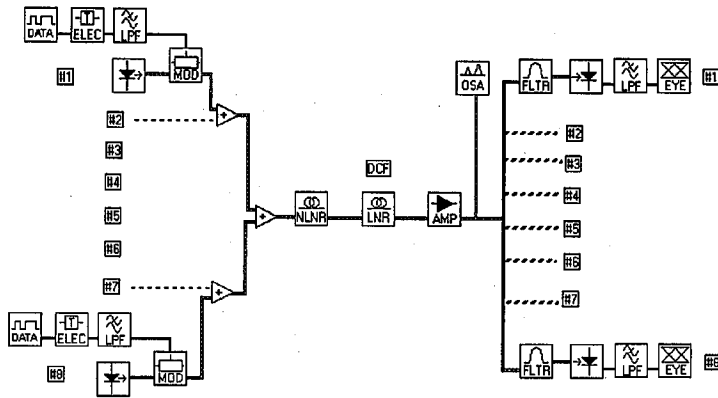 DATA ELEC LPF
MOD
#1
#2
#3
#4
#5
#6
#7
DATA ELEC LPF
MOD
#8
NLNR
DCF
LNR
AMP
OSA
FLTR LPF EYE #1
#2
#3
#4
#5
#6
#7
FLTR LPF EYE #8